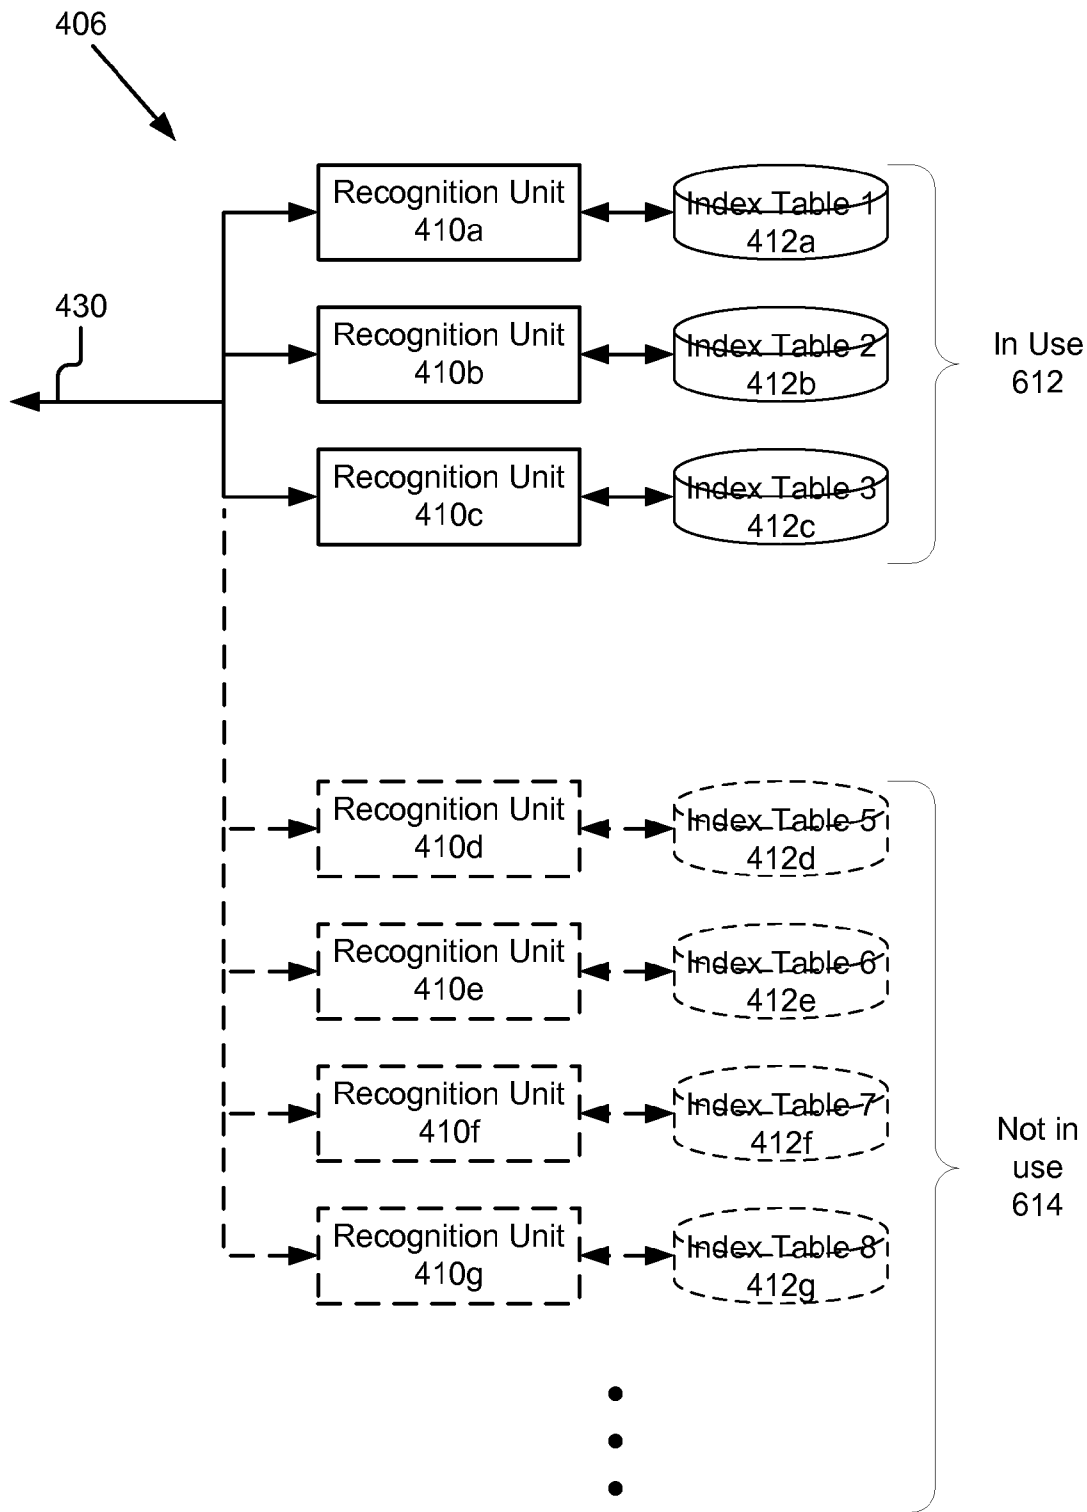 406
Recognition Unit
410a
Index Table 1
412a
430
Recognition Unit
410b
Index Table 2
412b
In Use
612
Recognition Unit
410c
Index Table 3
412c
Recognition Unit
410d
Index Table 5
412d
Recognition Unit
410e
Index Table 6
412e
Recognition Unit
410f
Index Table 7
412f
Not in
use
614
Recognition Unit
410g
Index Table 8
412g